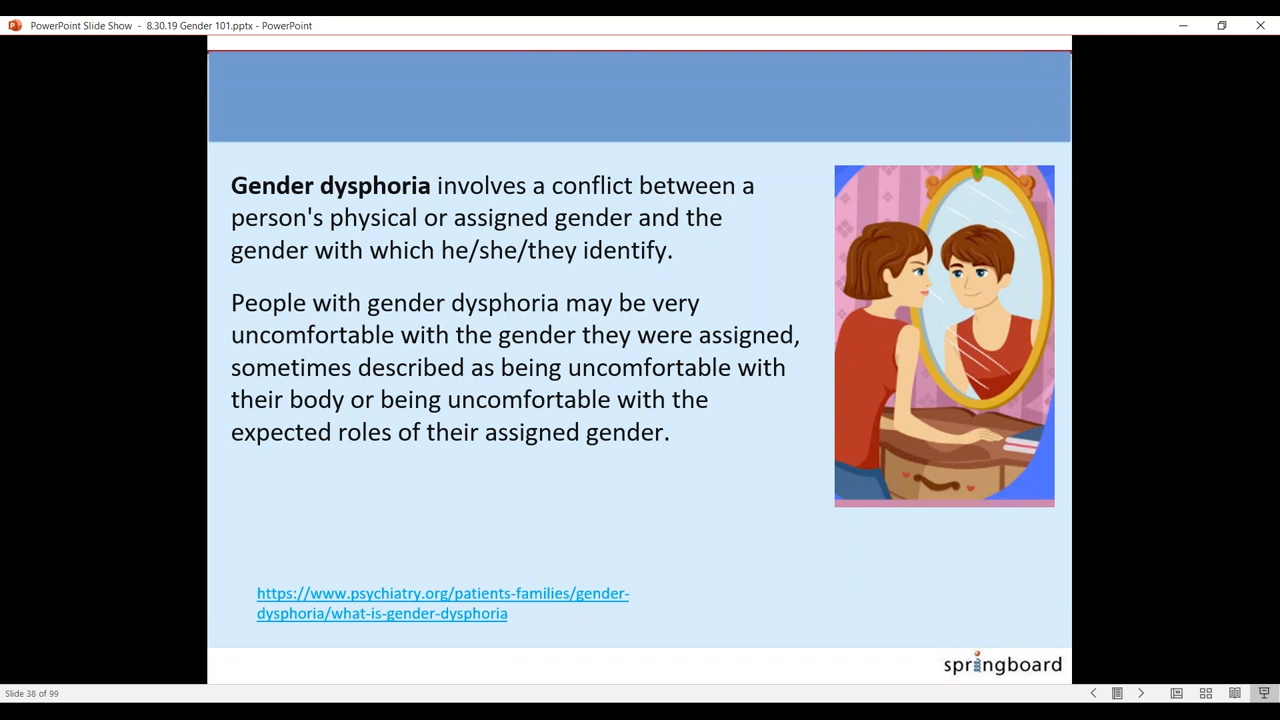 PowerPoint Slide Show - 8.30.19 Gender 101.pptx - PowerPoint
Gender dysphoria involves a conflict between a
person's physical or assigned gender and the
gender with which he/she/they identify.
People with gender dysphoria may be very
uncomfortable with the gender they were assigned,
sometimes described as being uncomfortable with
their body or being uncomfortable with the
expected roles of their assigned gender.
https://www.psychiatry.org/patients-families/gender-
dysphoria/what-is-gender-dysphoria
springboard
Slide 38 of 99